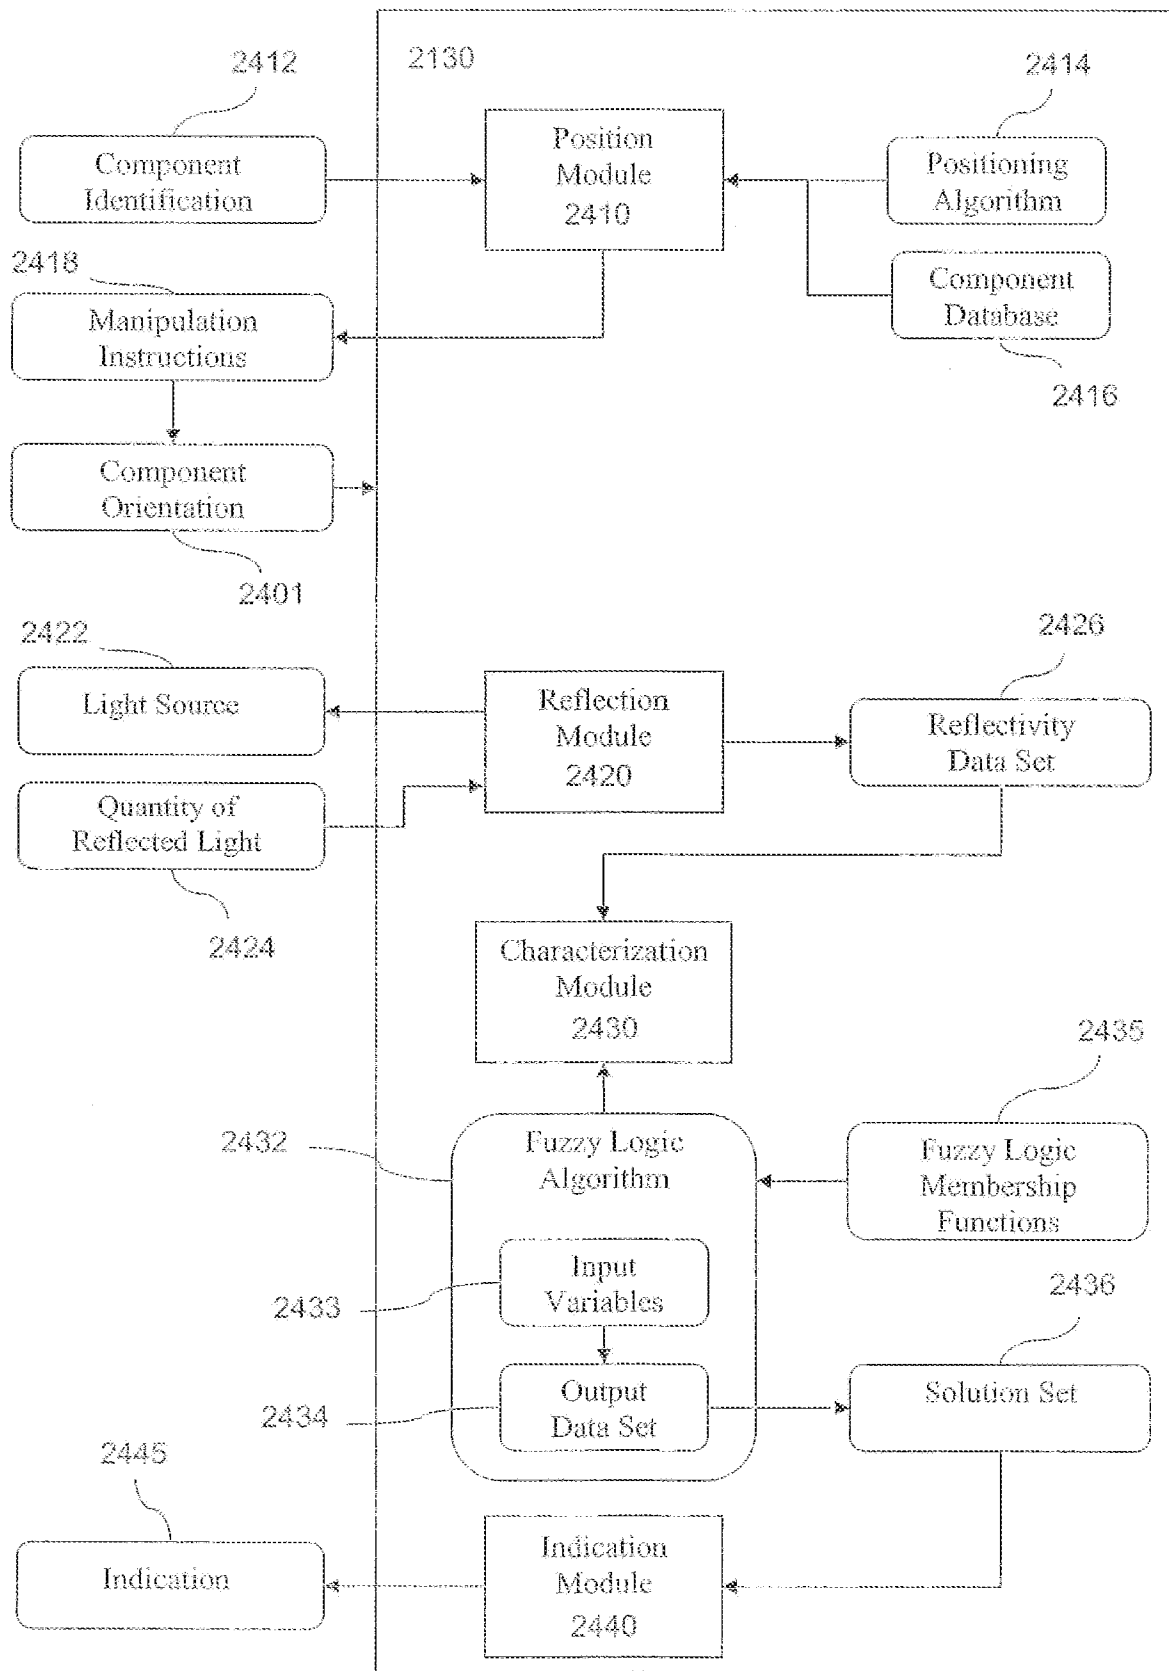 2412
2130
2414
Component
Identification
Position
Module
2410
Positioning
Algorithm
2418
Manipulation
Instructions
Component
Database
2416
Component
Orientation
2401
2422
Light Source
Reflection
Module
2420
2426
Reflectivity
Data Set
Quantity of
Reflected Light
2424
Characterization
Module
2430
2435
2432
Fuzzy Logic
Algorithm
Fuzzy Logic
Membership
Functions
2433
Input
Variables
2436
2434
Output
Data Set
Solution Set
2445
Indication
Indication
Module
2440